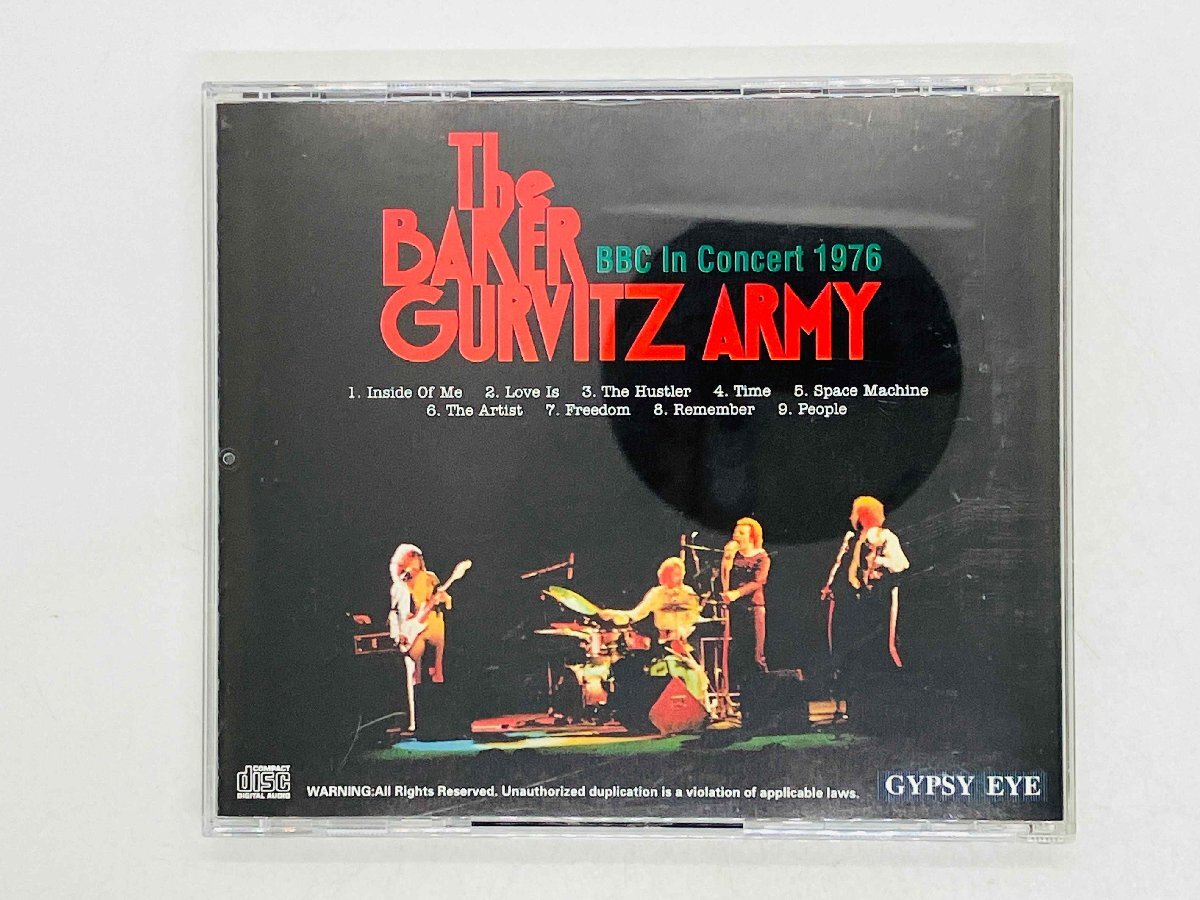 The
BAKER
BBC In Concert 1976
GURVITZ ARMY
1. Inside Of Me 2. Love Is 3. The Hustler 4. Time 5. Space Machine
6. The Artist 7. Freedom 8. Remember 9. People
COMPACT
disc
DIGITAL AUDIO
WARNING:All Rights Reserved. Unauthorized duplication is a violation of applicable laws.
GYPSY EYE